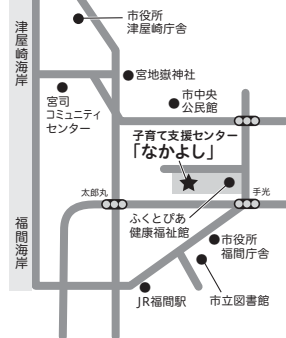 市役所
津屋崎庁舎
津屋崎海岸
宮地嶽神社
宮司
コミュニティ
センター
市中央
公民館
子育て支援センター
「なかよし」
太郎丸
手光
ふくとぴあ
健康福祉館
福間海岸
市役所
福間庁舎
JR福間駅
市立図書館